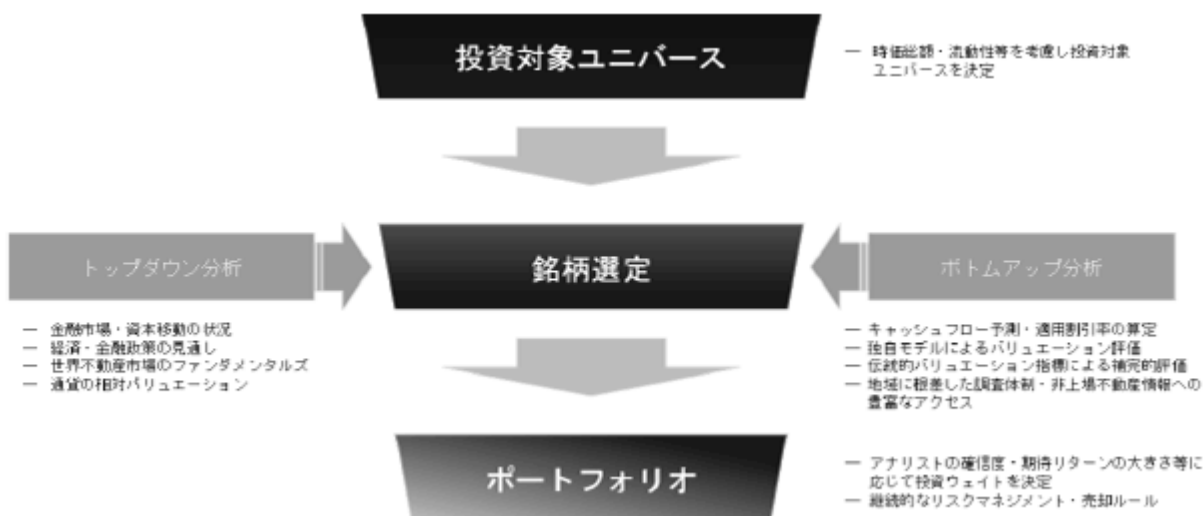 投資対象ユニバース
― 時価総額・流動性等を考慮し投資対象
ユニバースを決定
トップダウン分析
銘柄選定
ボトムアップ分析
― 金融市場・資本移動の状況
― 経済・金融政策の見通し
― 世界不動産市場のファンダメンタルズ
― 通貨の相対バリュエーション
― キャッシュフロー予測・適用割引率の算定
― 独自モデルによるバリュエーション評価
― 伝統的バリュエーション指標による補完的評価
― 地域に根差した調査体制・非上場不動産情報への
豊富なアクセス
ポートフォリオ
― アナリストの確信度・期待リターンの大きさ等に
応じて投資ウェイトを決定
― 継続的なリスクマネジメント・売却ルール